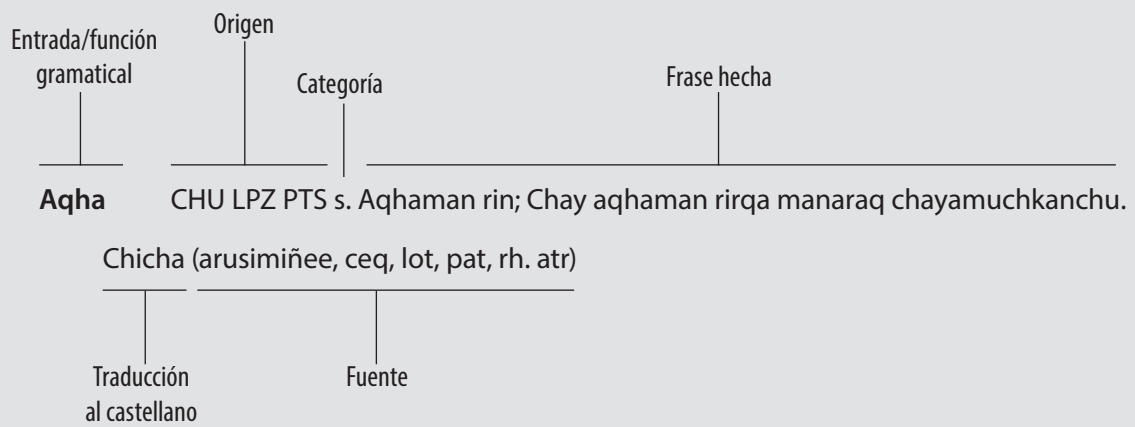 Origen
Entrada/función
gramatical
Categoría
Frase hecha
Aqha CHU LPZ PTS s. Aqhaman rin; Chay aqhaman rirqa manaraq chayamuchkanchu.
Chicha (arusimiñee, ceq, lot, pat, rh. atr)
Traducción
al castellano
Fuente